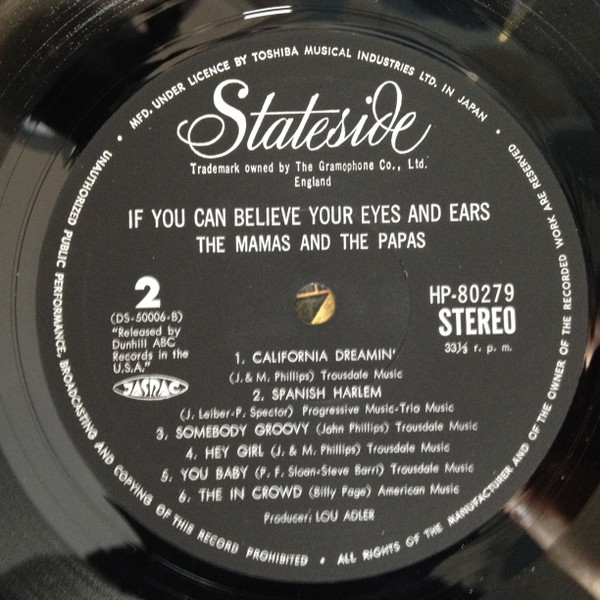 • MFD. UNDER LICENCE BY TOSHIBA MUSICAL INDUSTRIES LTD. IN JAPAN •
Stateside
Trademark owned by The Gramophone Co., Ltd.
England
IF YOU CAN BELIEVE YOUR EYES AND EARS
THE MAMAS AND THE PAPAS
2
(DS-50006-B)
"Released by
Dunhill ABC
Records in the
U.S.A."
JASRAC
HP-80279
STEREO
33⅓ r. p. m.
1. CALIFORNIA DREAMIN'
(J. & M. Phillips) Trousdale Music
2. SPANISH HARLEM
(J. Leiber-P. Spector) Progressive Music-Trio Music
3. SOMEBODY GROOVY (John Phillips) Trousdale Music
4. HEY GIRL (J. & M. Phillips) Trousdale Music
5. YOU BABY (P. F. Sloan-Steve Barri) Trousdale Music
6. THE IN CROWD (Billy Page) American Music
Producer: LOU ADLER
UNAUTHORIZED PUBLIC PERFORMANCE, BROADCASTING AND COPYING OF THIS RECORD PROHIBITED • ALL RIGHTS OF THE MANUFACTURER AND OF THE OWNER OF THE RECORDED WORK ARE RESERVED